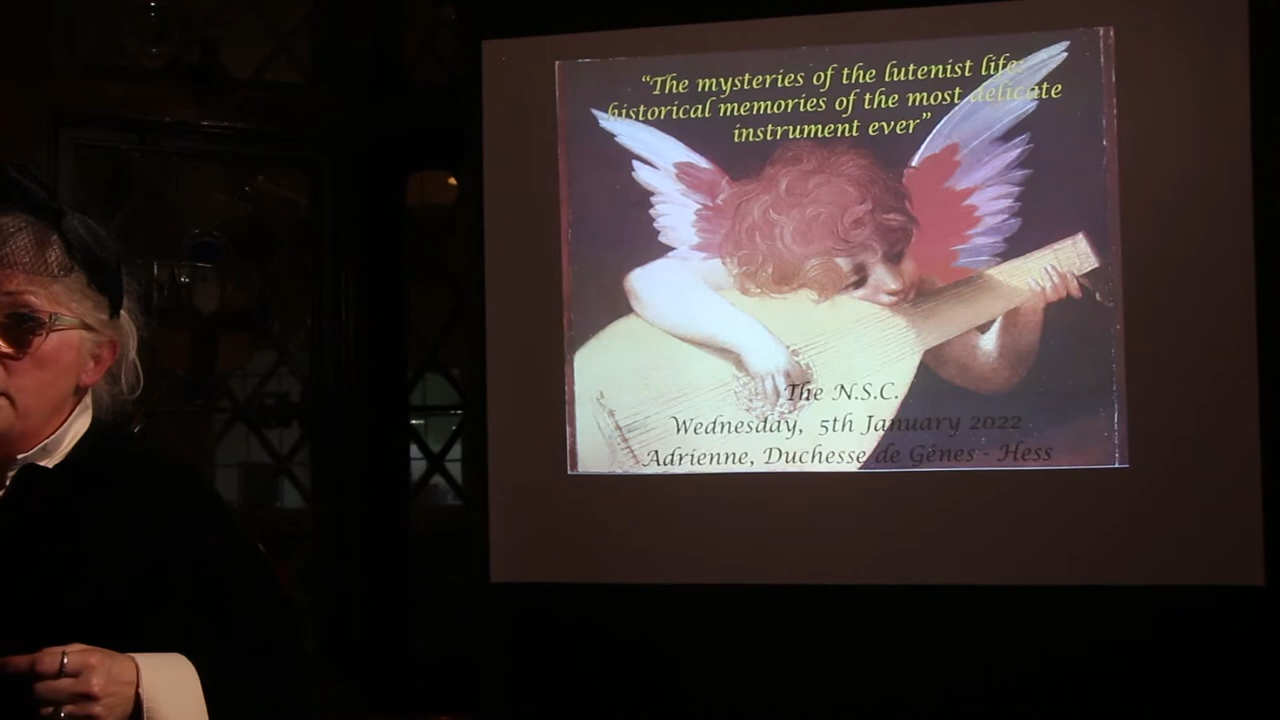 “The mysteries of the lutenist life:
historical memories of the most delicate
instrument ever”
The N.S.C.
Wednesday, 5th January 2022
Adrienne, Duchesse de Gênes - Hess